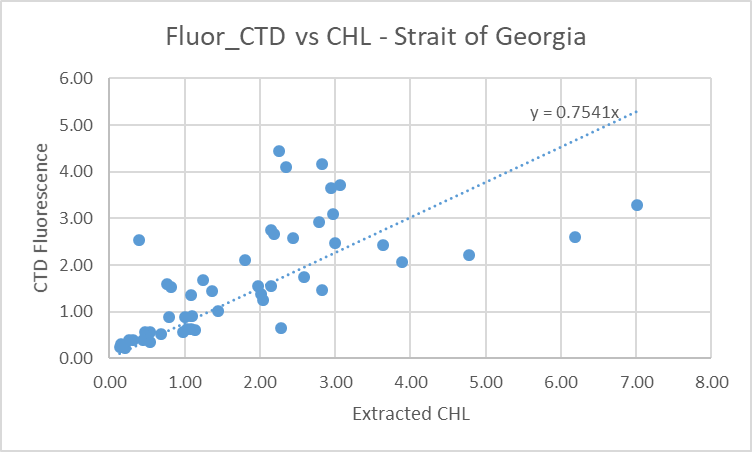 Fluor_CTD vs CHL - Strait of Georgia
6.00
y = 0.7541x
5.00
4.00
3.00
2.00
1.00
0.00
CTD Fluorescence
0.00 1.00 2.00 3.00 4.00 5.00 6.00 7.00 8.00
Extracted CHL